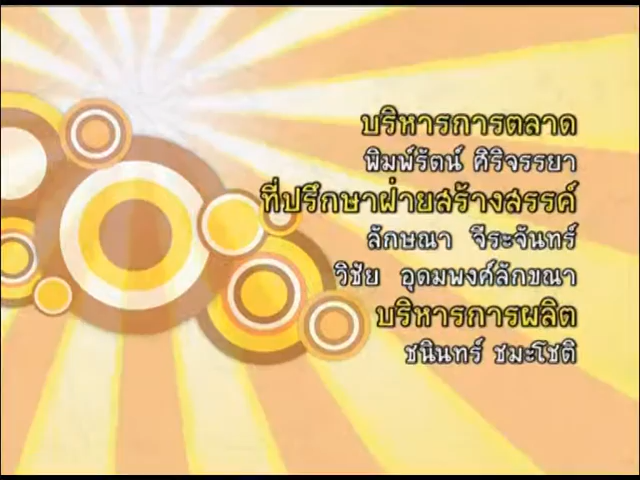 บริหารการตลาด
พิมพ์รัตน์ ศิริจรรยา
ที่ปรึกษาฝ่ายสร้างสรรค์
ลักษณา จีระจันทร์
วิชัย อุดมพงศ์ลักขณา
บริหารการผลิต
ชนินทร์ ชมะโชติ